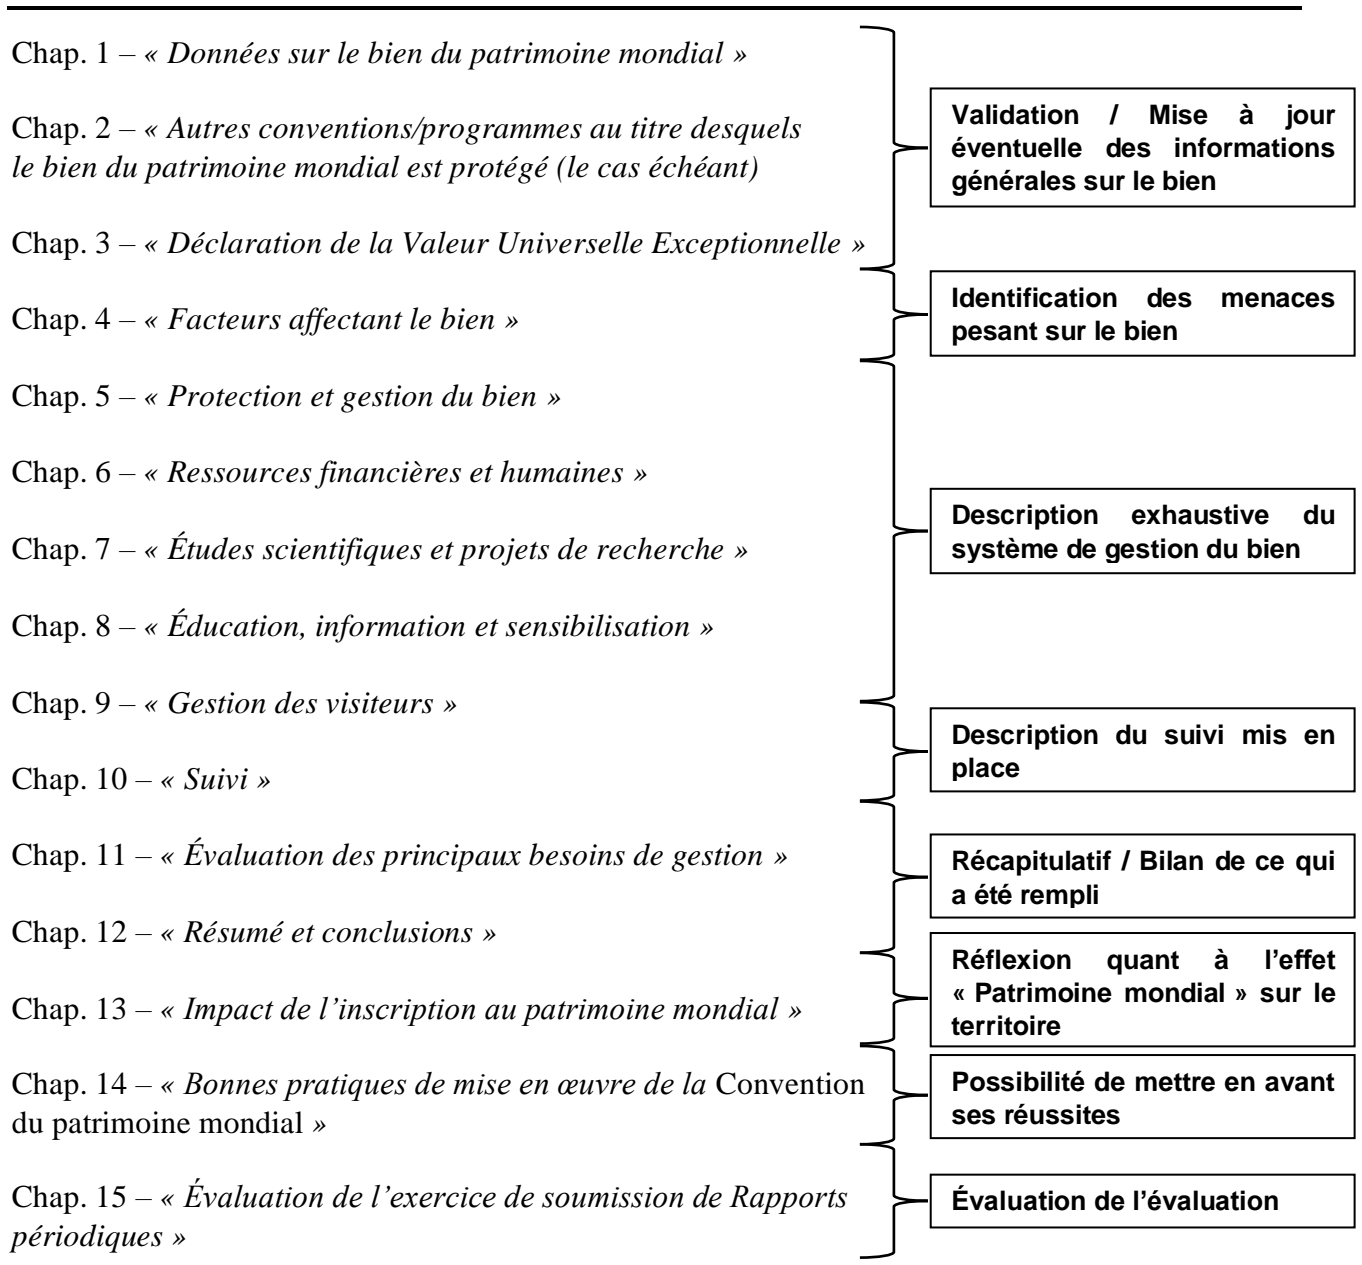 Chap. 1 – « Données sur le bien du patrimoine mondial »
Chap. 2 – « Autres conventions/programmes au titre desquels
le bien du patrimoine mondial est protégé (le cas échéant)
Chap. 3 – « Déclaration de la Valeur Universelle Exceptionnelle »
Validation / Mise à jour
éventuelle des informations
générales sur le bien
Chap. 4 – « Facteurs affectant le bien »
Identification des menaces
pesant sur le bien
Chap. 5 – « Protection et gestion du bien »
Chap. 6 – « Ressources financières et humaines »
Chap. 7 – « Études scientifiques et projets de recherche »
Chap. 8 – « Éducation, information et sensibilisation »
Chap. 9 – « Gestion des visiteurs »
Description exhaustive du
système de gestion du bien
Chap. 10 – « Suivi »
Description du suivi mis en
place
Chap. 11 – « Évaluation des principaux besoins de gestion »
Chap. 12 – « Résumé et conclusions »
Récapitulatif / Bilan de ce qui
a été rempli
Chap. 13 – « Impact de l’inscription au patrimoine mondial »
Réflexion quant à l’effet
« Patrimoine mondial » sur le
territoire
Chap. 14 – « Bonnes pratiques de mise en œuvre de la Convention
du patrimoine mondial »
Possibilité de mettre en avant
ses réussites
Chap. 15 – « Évaluation de l’exercice de soumission de Rapports
périodiques »
Évaluation de l’évaluation